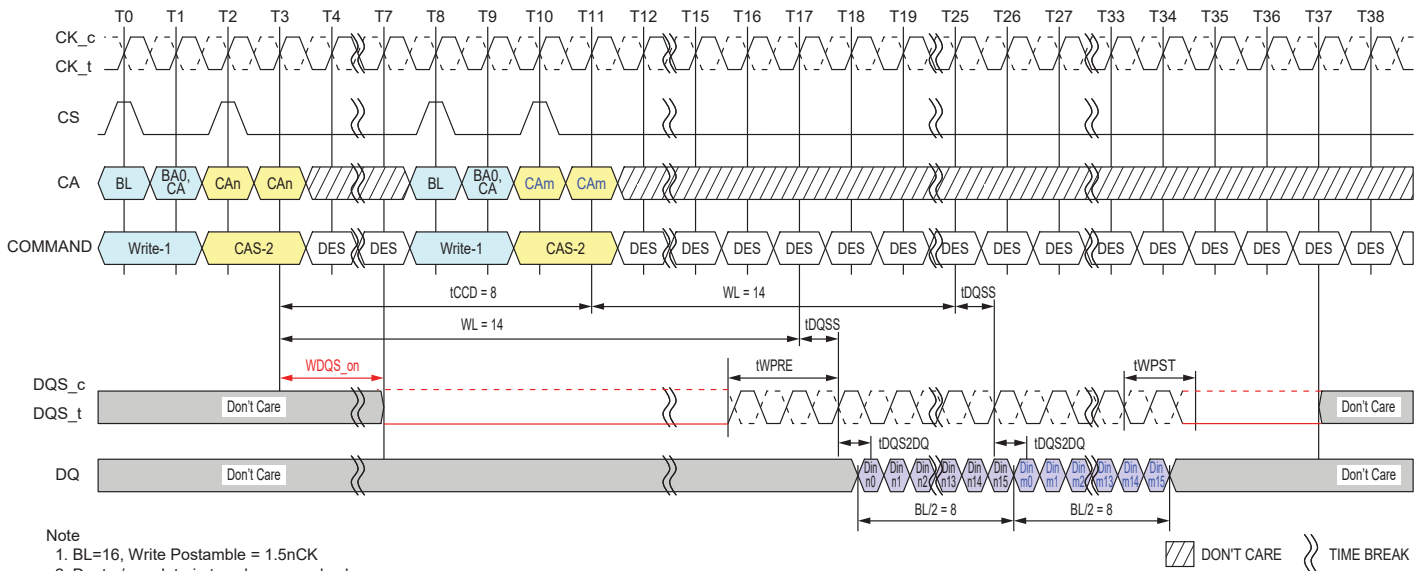 T0 T1 T2 T3 T4 T7 T8 T9 T10 T11 T12 T15 T16 T17 T18 T19 T25 T26 T27 T33 T34 T35 T36 T37 T38
CK_c
CK_t
CS
CA BL BA0, CA CAn CAn BL BA0, CA CAm CAm
COMMAND Write-1 CAS-2 DES DES Write-1 CAS-2 DES DES DES DES DES DES DES DES DES DES DES DES DES DES DES
tCCD = 8 WL = 14 tDQSS
WL = 14 tDQSS
WDQS_on tWPRE tWPST
DQS_c
DQS_t Don't Care Don't Care
tDQS2DQ tDQS2DQ
DQ Don't Care Din n0 Din n1 Din n2 Din n13 Din n14 Din n15 Din m0 Din m1 Din m2 Din m13 Din m14 Din m15 Don't Care
BL/2 = 8 BL/2 = 8
Note
1. BL=16, Write Postamble = 1.5nCK
DON'T CARE TIME BREAK